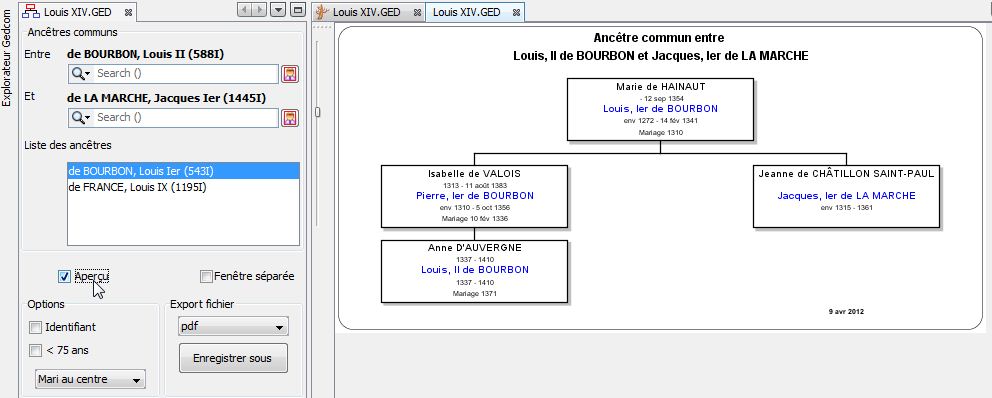 Explorateur Gedcom
Louis XIV.GED
Ancêtres communs
Entre de BOURBON, Louis II (588I)
Search ()
Et de LA MARCHE, Jacques Ier (1445I)
Search ()
Liste des ancêtres
de BOURBON, Louis Ier (543I)
de FRANCE, Louis IX (1195I)
Aperçu Fenêtre séparée
Options Export fichier
Identifiant pdf
< 75 ans Enregistrer sous
Mari au centre
Louis XIV.GED Louis XIV.GED
Ancêtre commun entre
Louis, II de BOURBON et Jacques, Ier de LA MARCHE
Marie de HAINAUT
- 12 sep 1354
Louis, Ier de BOURBON
env 1272 - 14 fév 1341
Mariage 1310
Isabelle de VALOIS
1313 - 11 août 1383
Pierre, Ier de BOURBON
env 1310 - 5 oct 1356
Mariage 10 fév 1336
Jeanne de CHÂTILLON SAINT-PAUL
Jacques, Ier de LA MARCHE
env 1315 - 1361
Anne D'AUVERGNE
1337 - 1410
Louis, II de BOURBON
1337 - 1410
Mariage 1371
9 avr 2012